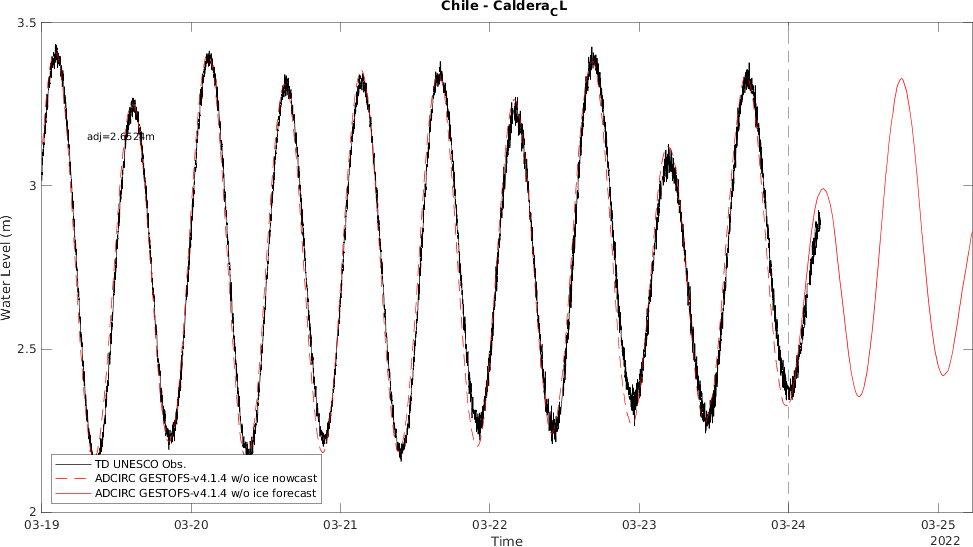 Chile - Caldera_CL
3.5
adj=2.6524m
3
Water Level (m)
2.5
TD UNESCO Obs.
ADCIRC GESTOFS-v4.1.4 w/o ice nowcast
ADCIRC GESTOFS-v4.1.4 w/o ice forecast
2
03-19 03-20 03-21 03-22 03-23 03-24 03-25
Time 2022